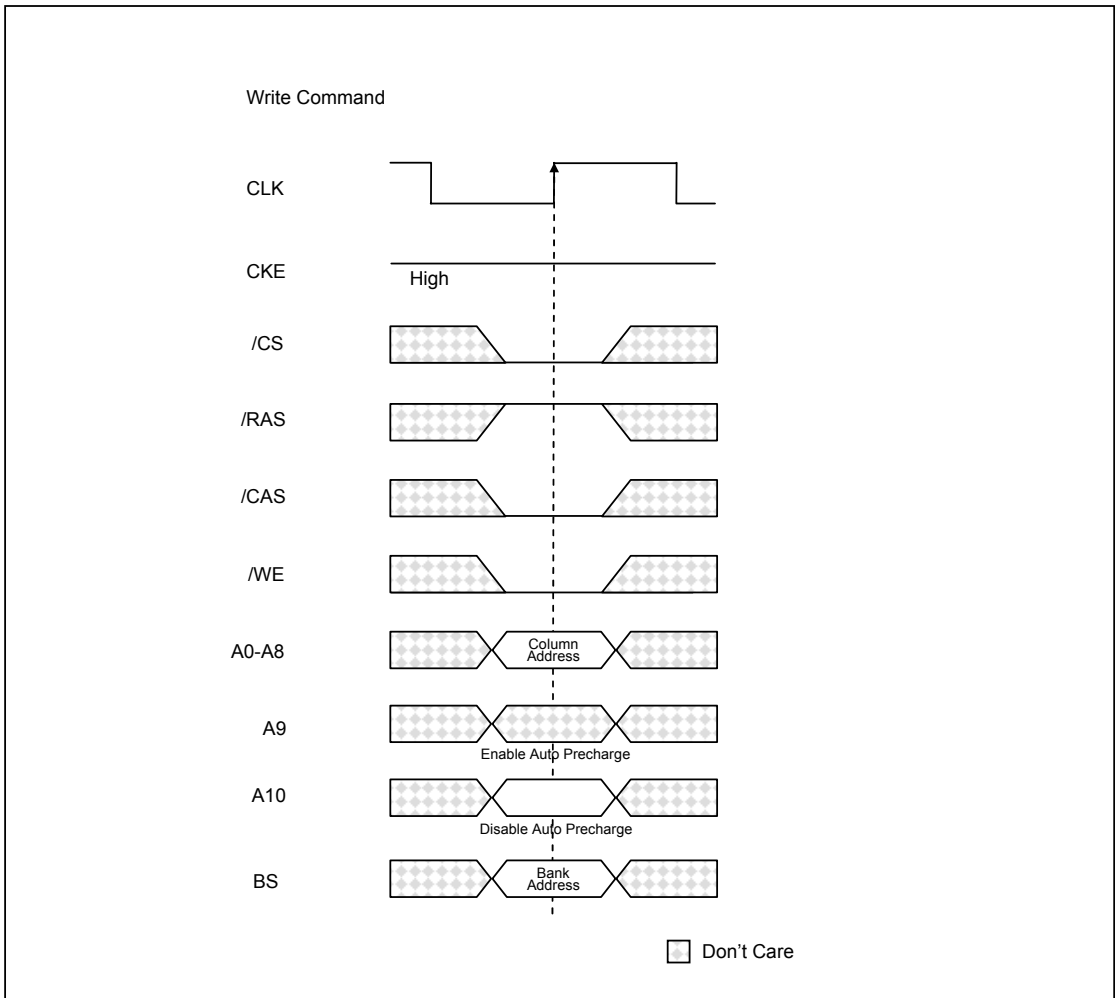 Write Command
CLK
CKE
High
/CS
/RAS
/CAS
/WE
A0-A8
Column
Address
A9
Enable Auto Precharge
A10
Disable Auto Precharge
BS
Bank
Address
Don't Care